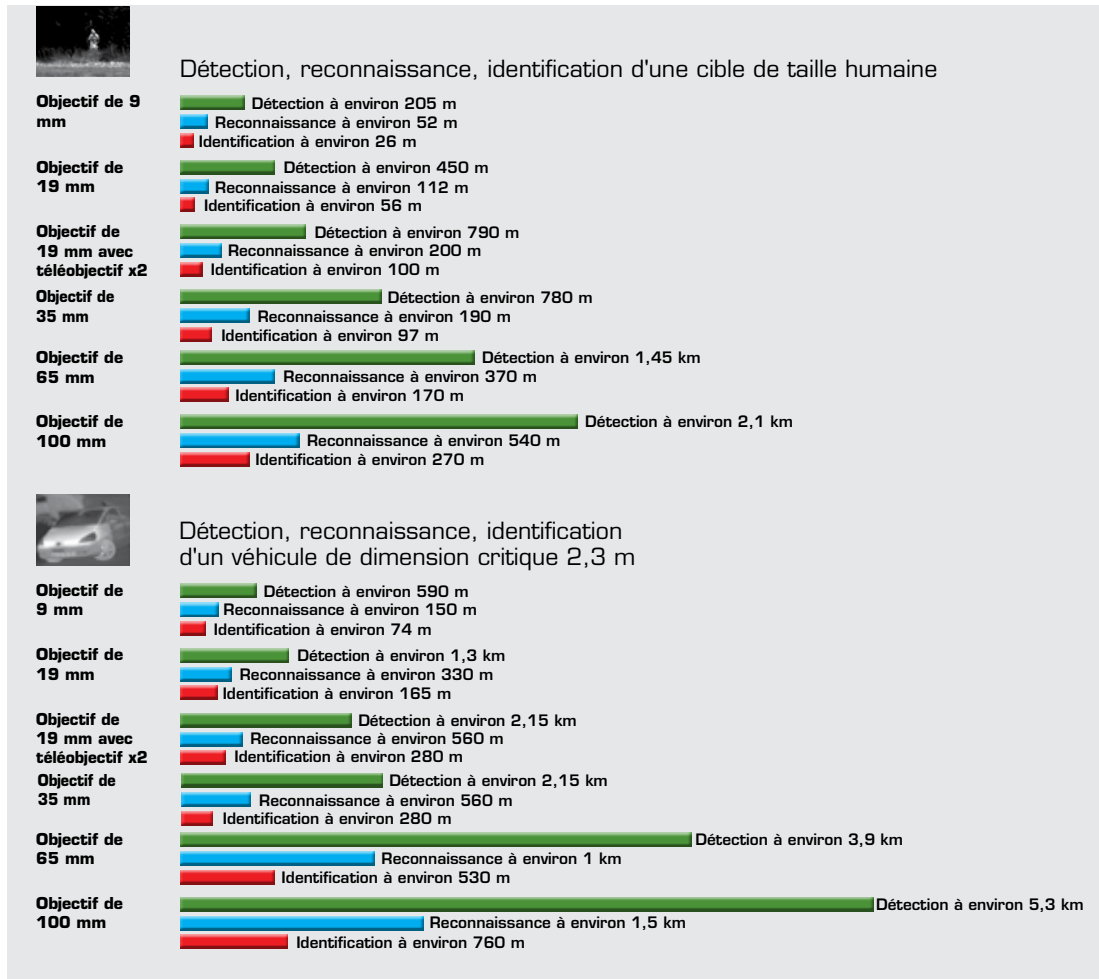 Détection, reconnaissance, identification d'une cible de taille humaine
Objectif de 9
mm
Détection à environ 205 m
Reconnaissance à environ 52 m
Identification à environ 26 m
Objectif de
19 mm
Détection à environ 450 m
Reconnaissance à environ 112 m
Identification à environ 56 m
Objectif de
19 mm avec
téléobjectif x2
Détection à environ 790 m
Reconnaissance à environ 200 m
Identification à environ 100 m
Objectif de
35 mm
Détection à environ 780 m
Reconnaissance à environ 190 m
Identification à environ 97 m
Objectif de
65 mm
Détection à environ 1,45 km
Reconnaissance à environ 370 m
Identification à environ 170 m
Objectif de
100 mm
Détection à environ 2,1 km
Reconnaissance à environ 540 m
Identification à environ 270 m
Détection, reconnaissance, identification
d'un véhicule de dimension critique 2,3 m
Objectif de
9 mm
Détection à environ 590 m
Reconnaissance à environ 150 m
Identification à environ 74 m
Objectif de
19 mm
Détection à environ 1,3 km
Reconnaissance à environ 330 m
Identification à environ 165 m
Objectif de
19 mm avec
téléobjectif x2
Détection à environ 2,15 km
Reconnaissance à environ 560 m
Identification à environ 280 m
Objectif de
35 mm
Détection à environ 2,15 km
Reconnaissance à environ 560 m
Identification à environ 280 m
Objectif de
65 mm
Détection à environ 3,9 km
Reconnaissance à environ 1 km
Identification à environ 530 m
Objectif de
100 mm
Détection à environ 5,3 km
Reconnaissance à environ 1,5 km
Identification à environ 760 m